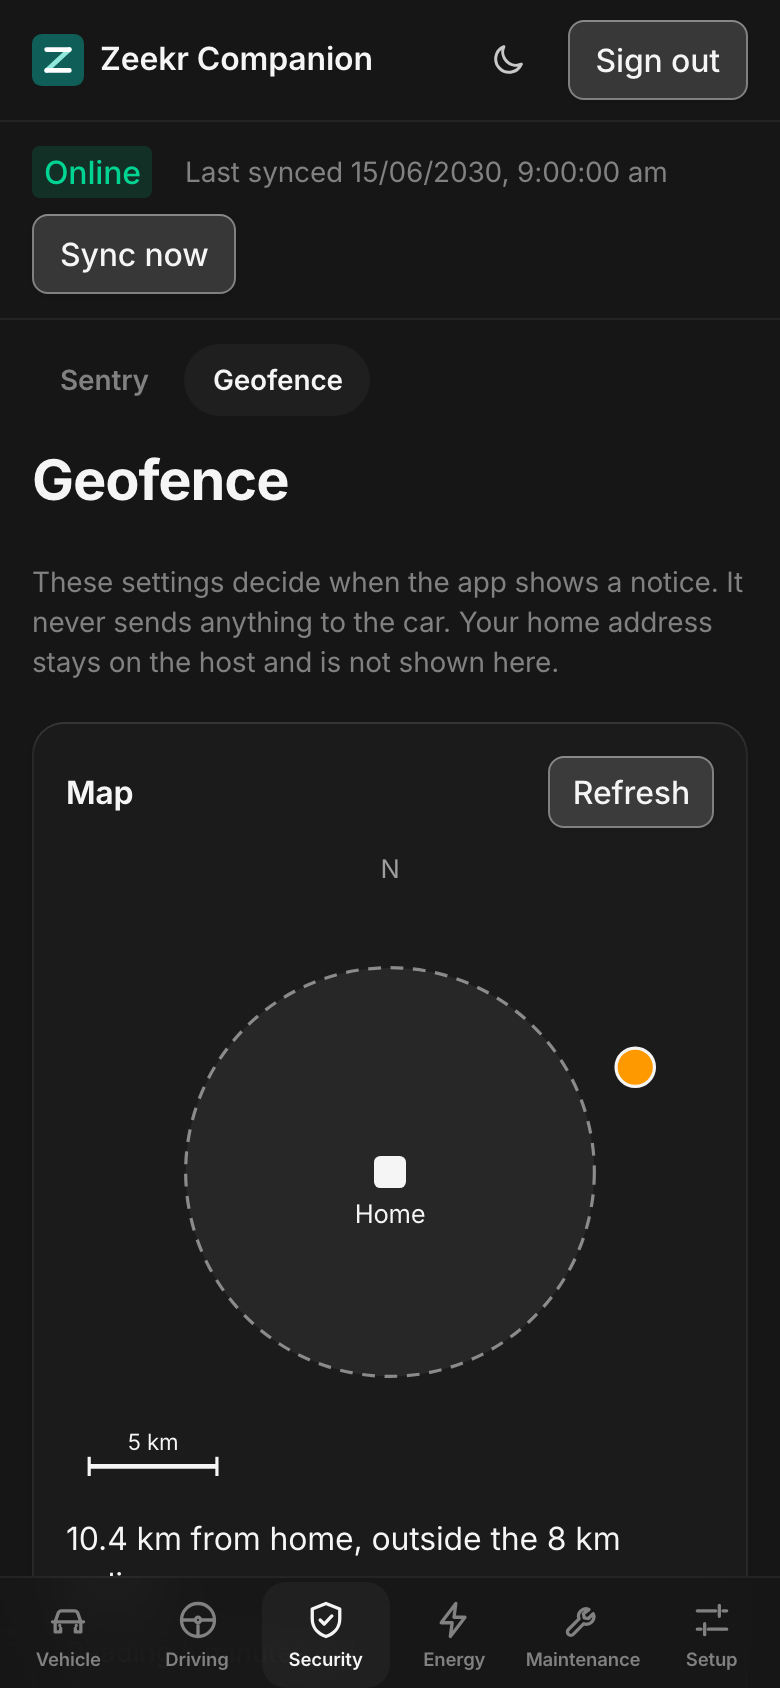 Zeekr Companion
Sign out
Online
Last synced 15/06/2030, 9:00:00 am
Sync now
Sentry
Geofence
Geofence
These settings decide when the app shows a notice. It
never sends anything to the car. Your home address
stays on the host and is not shown here.
Map
Refresh
N
Home
5 km
10.4 km from home, outside the 8 km
Vehicle
Driving
Security
Energy
Maintenance
Setup